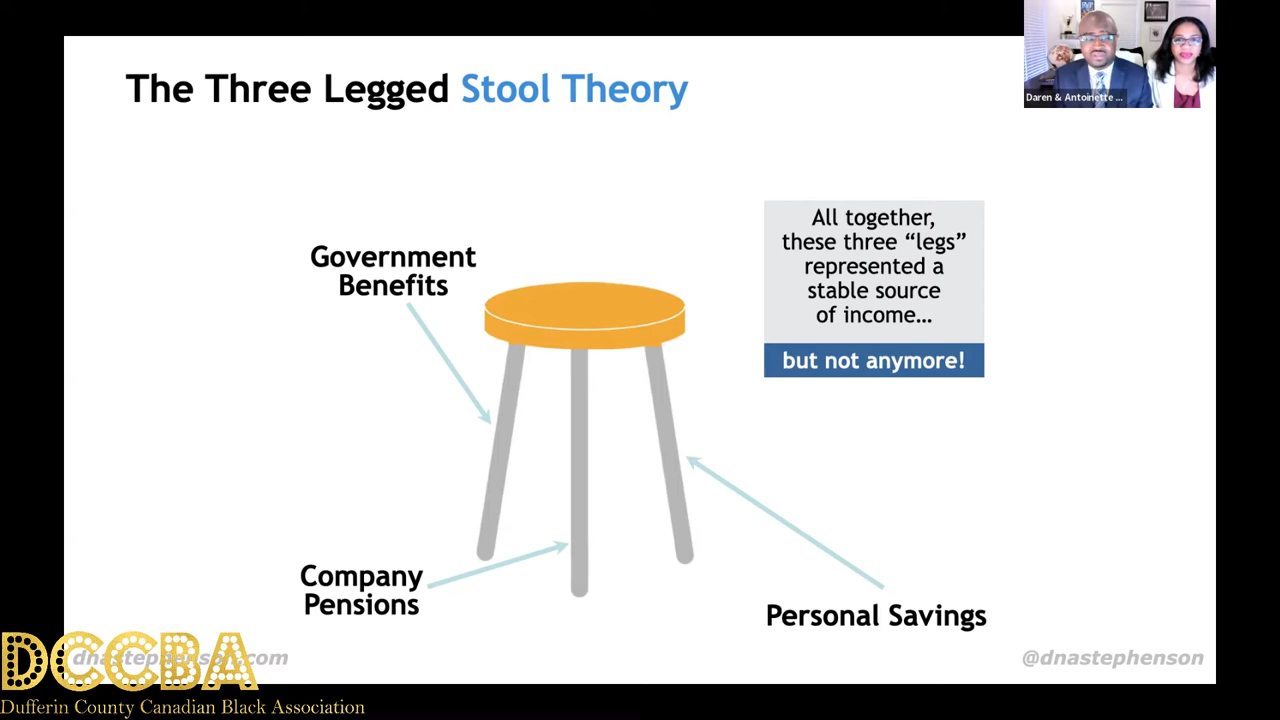 The Three Legged Stool Theory
Daren & Antoinette ...
All together,
these three “legs”
represented a
stable source
of income…
but not anymore!
Government
Benefits
Company
Pensions
Personal Savings
DCCBA
dnastephenson.com
@dnastephenson
Dufferin County Canadian Black Association